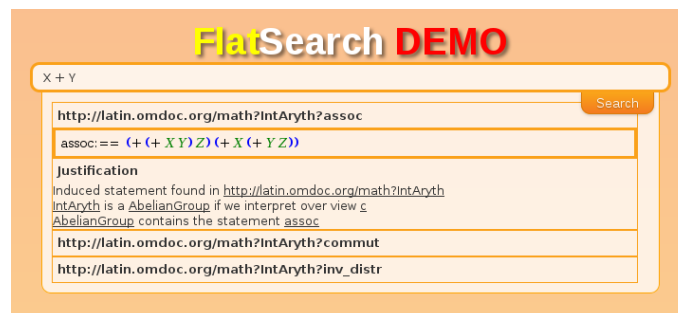 FlatSearch DEMO
X + Y
Search
http://latin.omdoc.org/math?IntAryth?assoc
assoc:== (+ (+ X Y) Z) (+ X (+ Y Z))
Justification
Induced statement found in http://latin.omdoc.org/math?IntAryth
IntAryth is a AbelianGroup if we interpret over view c
AbelianGroup contains the statement assoc
http://latin.omdoc.org/math?IntAryth?commut
http://latin.omdoc.org/math?IntAryth?inv_distr